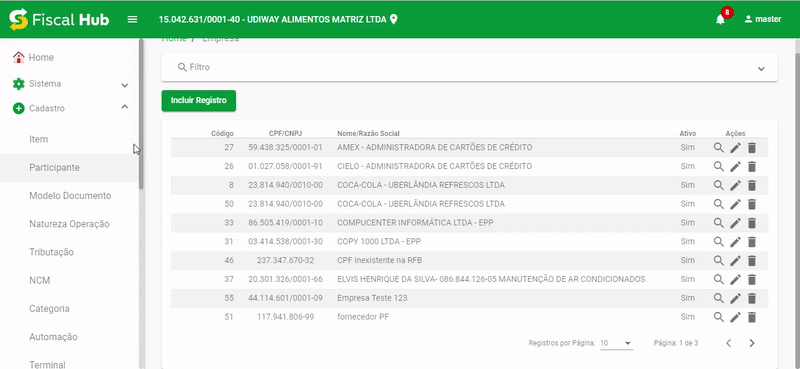 Fiscal Hub
15.042.631/0001-40 - UDIWAY ALIMENTOS MATRIZ LTDA
8
master
Home / Empresa
Home
Sistema
Cadastro
Item
Participante
Modelo Documento
Natureza Operação
Tributação
NCM
Categoria
Automação
Terminal
Filtro
Incluir Registro
Código CPF/CNPJ Nome/Razão Social Ativo Ações
27 59.438.325/0001-01 AMEX - ADMINISTRADORA DE CARTÕES DE CRÉDITO Sim
26 01.027.058/0001-91 CIELO - ADMINISTRADORA DE CARTÕES DE CRÉDITO Sim
8 23.814.940/0010-00 COCA-COLA - UBERLÂNDIA REFRESCOS LTDA Sim
50 23.814.940/0010-00 COCA-COLA - UBERLÂNDIA REFRESCOS LTDA Sim
33 86.505.419/0001-10 COMPUCENTER INFORMÁTICA LTDA - EPP Sim
31 03.414.538/0001-30 COPY 1000 LTDA - EPP Sim
46 237.347.670-32 CPF Inexistente na RFB Sim
37 20.301.326/0001-66 ELVIS HENRIQUE DA SILVA- 086.844.126-05 MANUTENÇÃO DE AR CONDICIONADOS Sim
55 44.114.601/0001-09 Empresa Teste 123 Sim
51 117.941.806-99 fornecedor PF Sim
Registros por Página: 10 Página: 1 de 3